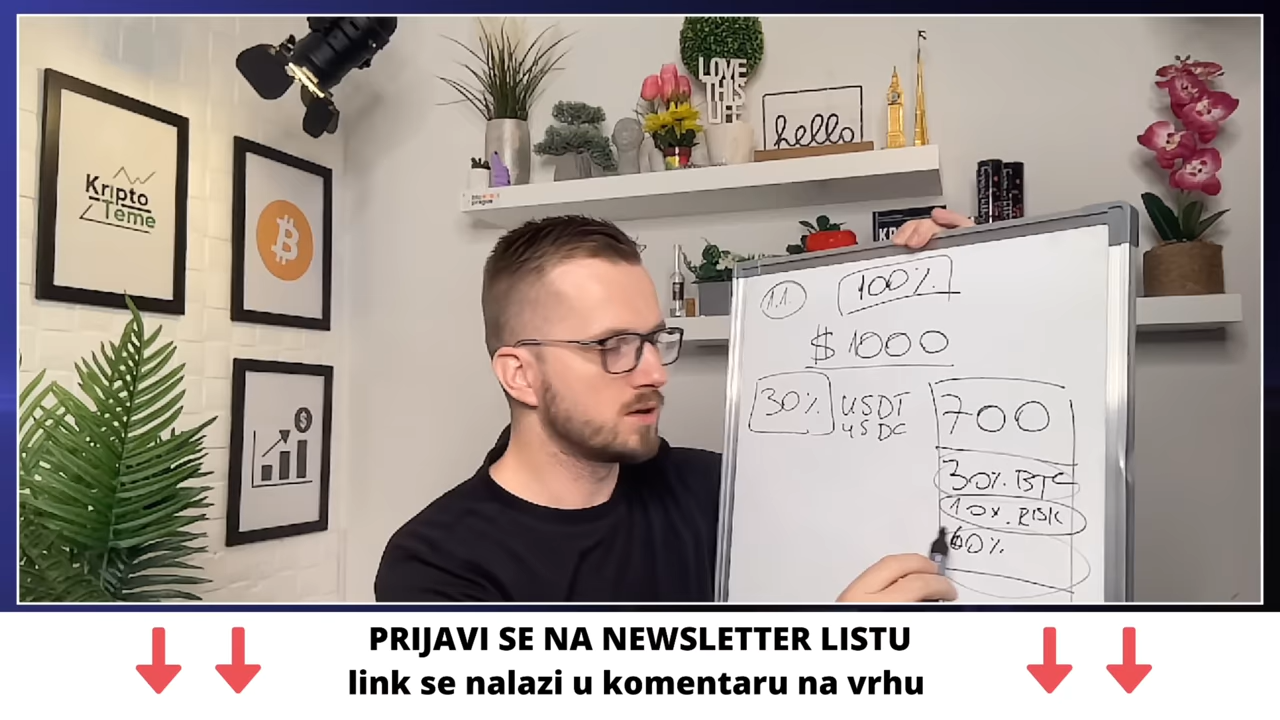 Kripto
Teme
LOVE
THIS
LIFE
hello
1.1.
100%
$1000
30% USDT
USDC
700
30% BTC
10%. RISK
60%
PRIJAVI SE NA NEWSLETTER LISTU
link se nalazi u komentaru na vrhu